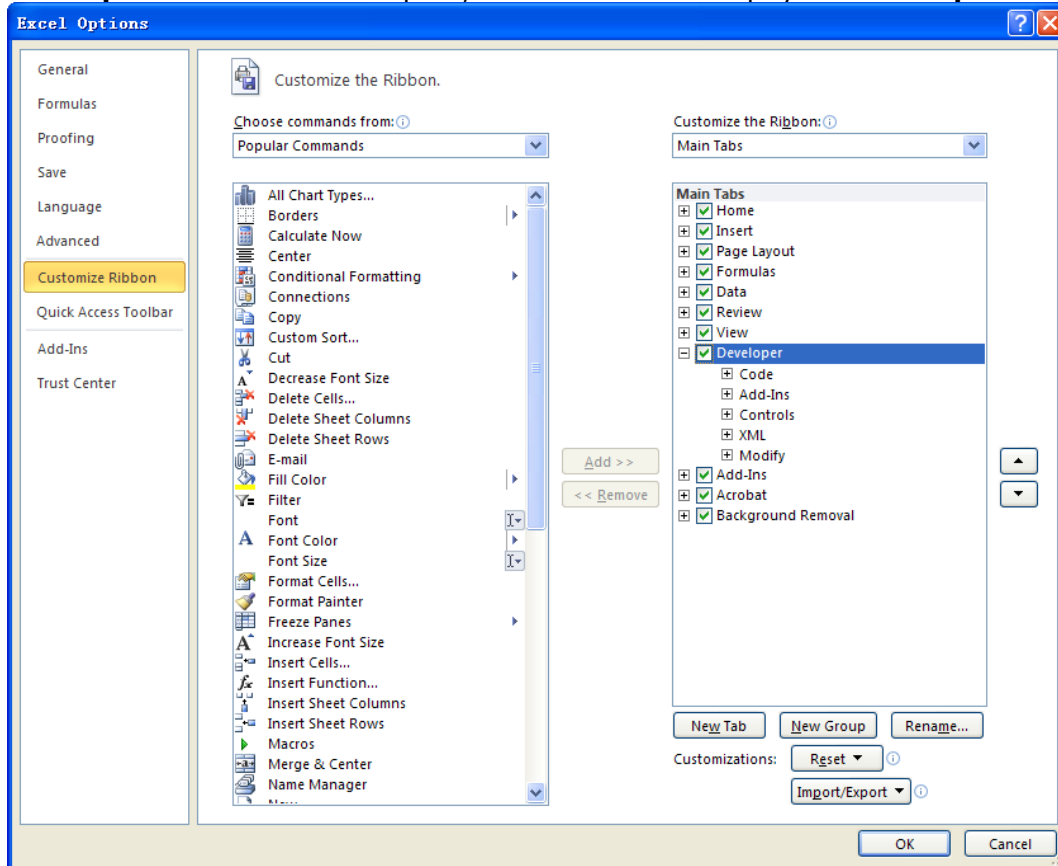 Excel Options
General
Formulas
Proofing
Save
Language
Advanced
Customize Ribbon
Quick Access Toolbar
Add-Ins
Trust Center
Customize the Ribbon.
Choose commands from:
Popular Commands
All Chart Types...
Borders
Calculate Now
Center
Conditional Formatting
Connections
Copy
Custom Sort...
Cut
Decrease Font Size
Delete Cells...
Delete Sheet Columns
Delete Sheet Rows
E-mail
Fill Color
Filter
Font
Font Color
Font Size
Format Cells...
Format Painter
Freeze Panes
Increase Font Size
Insert Cells...
Insert Function...
Insert Sheet Columns
Insert Sheet Rows
Macros
Merge & Center
Name Manager
Add >>
<< Remove
Customize the Ribbon:
Main Tabs
Main Tabs
Home
Insert
Page Layout
Formulas
Data
Review
View
Developer
Code
Add-Ins
Controls
XML
Modify
Add-Ins
Acrobat
Background Removal
New Tab
New Group
Rename...
Customizations:
Reset
Import/Export
OK
Cancel